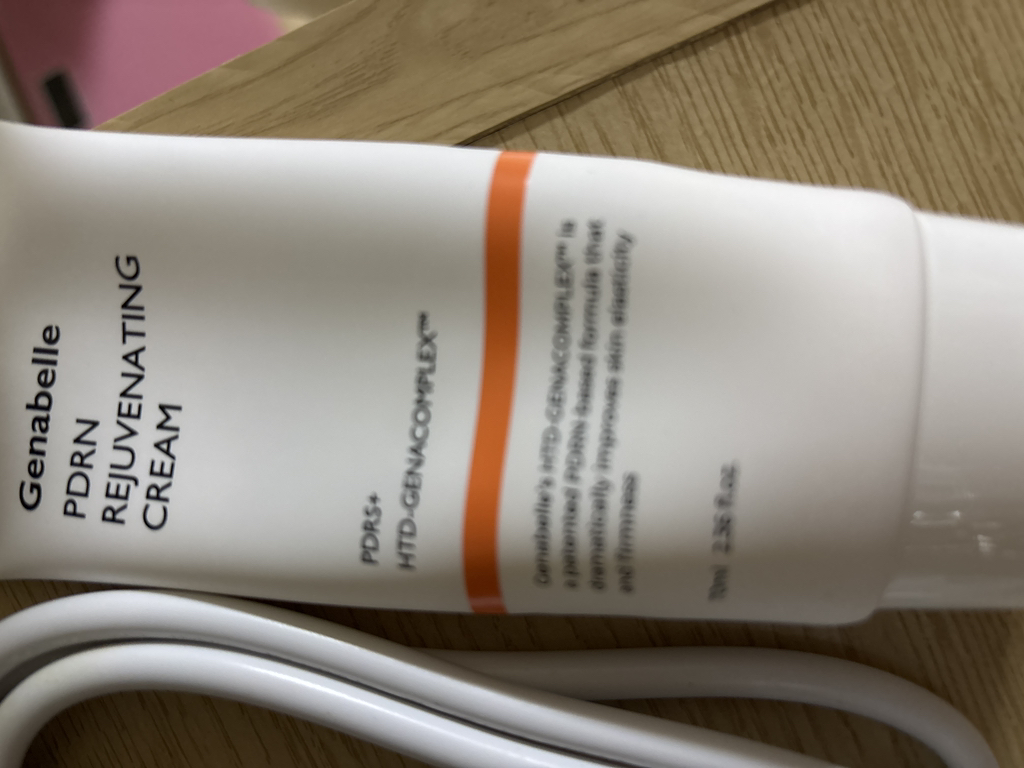 Genabelle
PDRN
REJUVENATING
CREAM
PDRS+
HTD-GENACOMPLEX™
Genabelle's HTD-GENACOMPLEX™ is
a patented PDRN-based formula that
dramatically improves skin elasticity
and firmness
70ml 2.36 fl.oz.